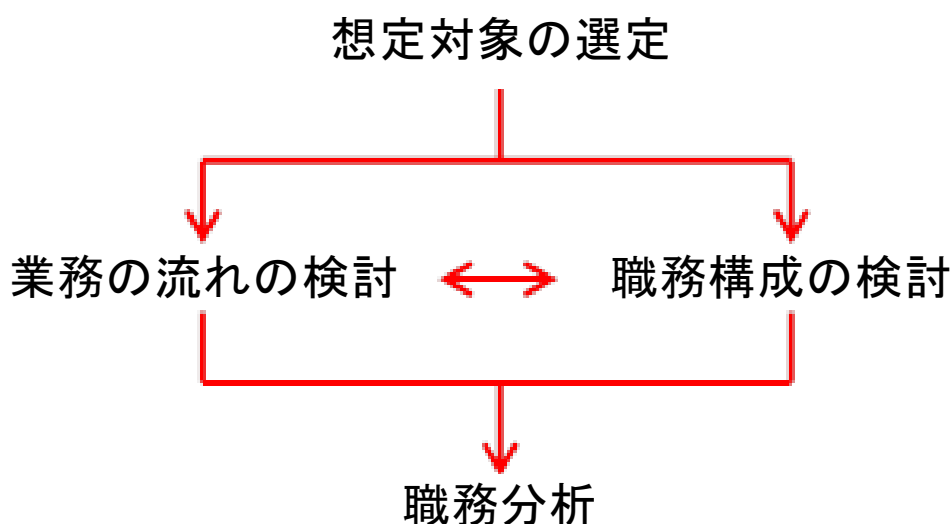 想定対象の選定
業務の流れの検討
職務構成の検討
職務分析